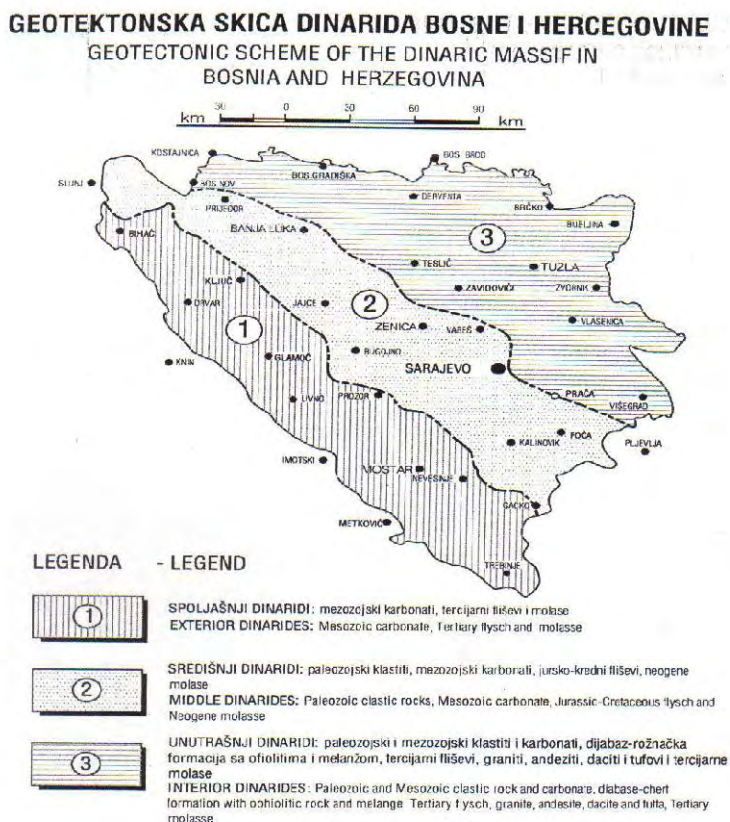 GEOTEKTONSKA SKICA DINARIDA BOSNE I HERCEGOVINE
GEOTECTONIC SCHEME OF THE DINARIC MASSIF IN
BOSNIA AND HERZEGOVINA
km 30 0 30 60 90 km
KOSTAJNICA
BOS. BROD
BOS. GRADIŠKA
SLUNJ
BOS. NOVI
PRIJEDOR
DERVENTA
BRČKO
BIJELJINA
BIHAĆ
BANJA LUKA
3
TESLIĆ
TUZLA
KLJUČ
ZAVIDOVIĆI
ZVORNIK
DRVAR
JAJCE
2
1
ZENICA
VAREŠ
VLASENICA
KNIN
GLAMOČ
BUGOJNO
SARAJEVO
LIVNO
PROZOR
PRAČA
VIŠEGRAD
KALINOVIK
FOČA
PLJEVLJA
IMOTSKI
MOSTAR
NEVESINJE
GACKO
METKOVIĆ
TREBINJE
LEGENDA - LEGEND
1
SPOLJAŠNJI DINARIDI: mezozojski karbonati, tercijarni fliševi i molase
EXTERIOR DINARIDES: Mesozoic carbonate, Tertiary flysch and molasse
2
SREDIŠNJI DINARIDI: paleozojski klastiti, mezozojski karbonati, jursko-kredni fliševi, neogene
molase
MIDDLE DINARIDES: Paleozoic clastic rocks, Mesozoic carbonate, Jurassic-Cretaceous flysch and
Neogene molasse
3
UNUTRAŠNJI DINARIDI: paleozojski i mezozojski klastiti i karbonati, dijabaz-rožnačka
formacija sa ofiolitima i melanžom, tercijarni fliševi, graniti, andeziti, daciti i tufovi i tercijarne
molase
INTERIOR DINARIDES: Paleozoic and Mesozoic clastic rock and carbonate, diabase-chert
formation with ophiolitic rock and melange, Tertiary flysch, granite, andesite, dacite and tuffa, Tertiary
molasse